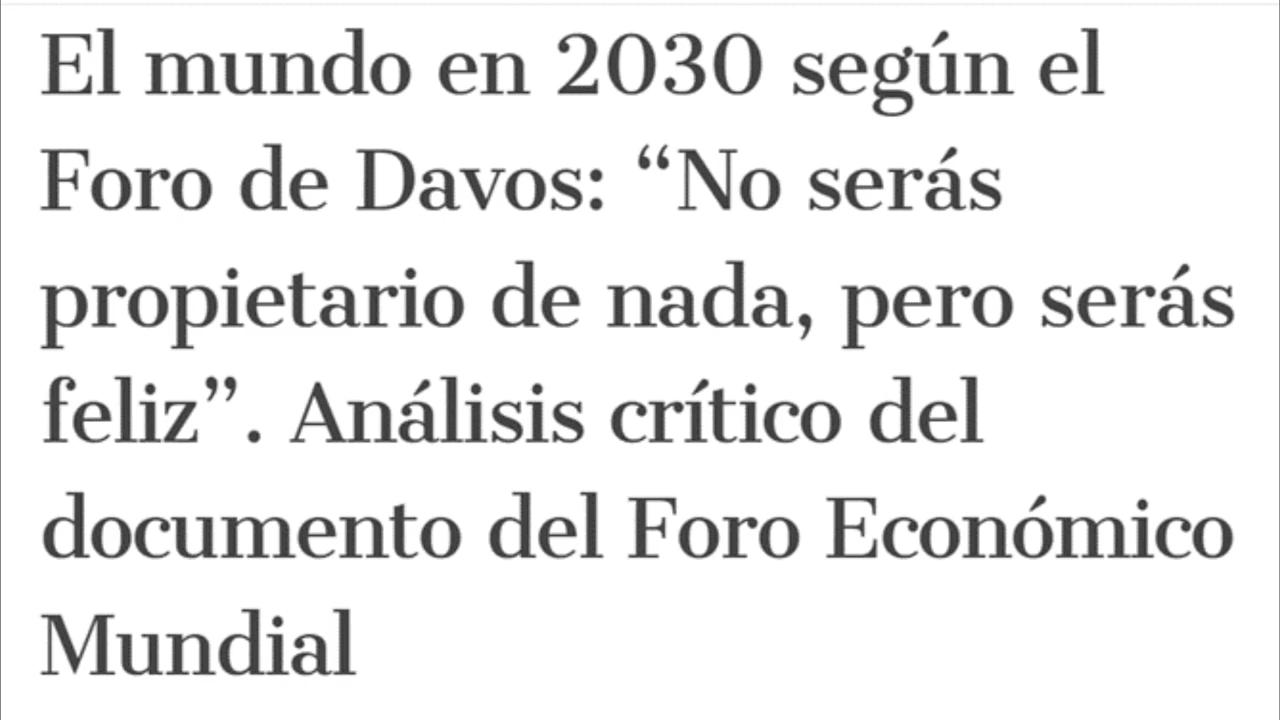 El mundo en 2030 según el
Foro de Davos: “No serás
propietario de nada, pero serás
feliz”. Análisis crítico del
documento del Foro Económico
Mundial